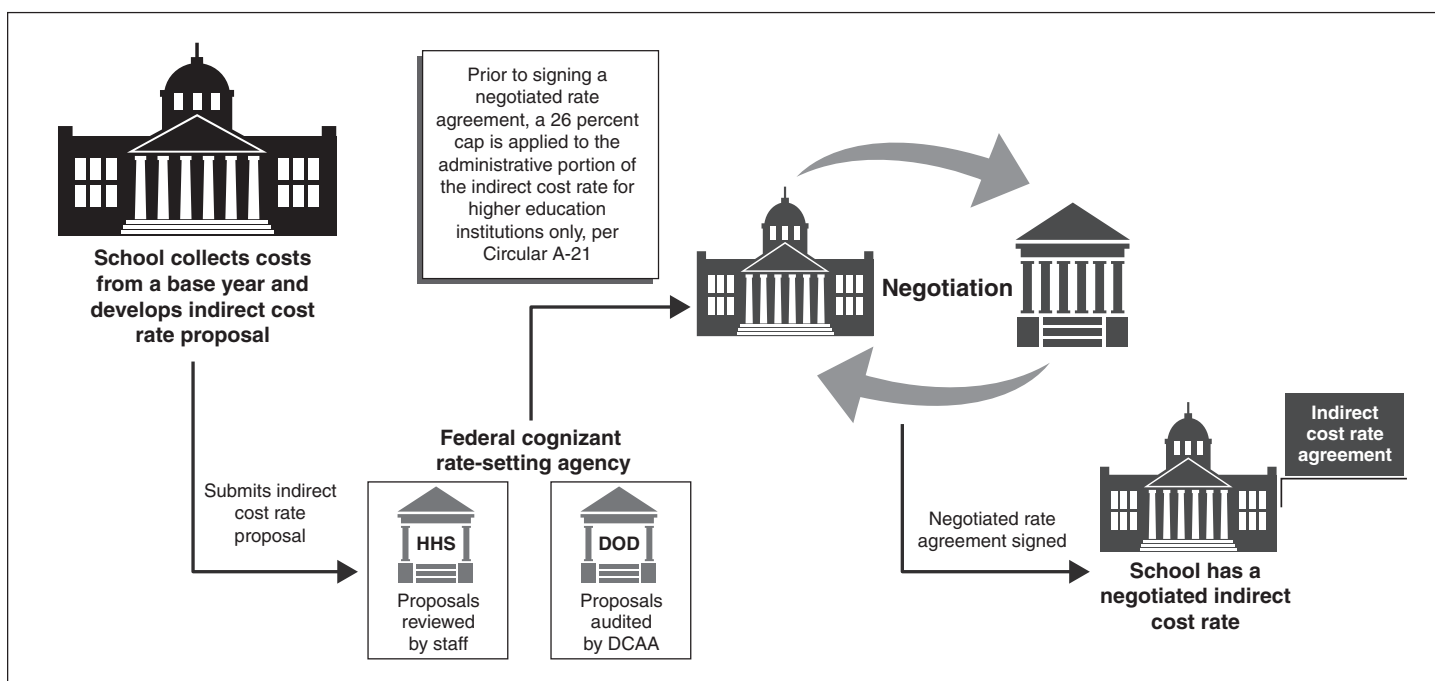 School collects costs
from a base year and
develops indirect cost
rate proposal
Submits indirect
cost rate
proposal
Federal cognizant
rate-setting agency
HHS
Proposals
reviewed
by staff
DOD
Proposals
audited
by DCAA
Prior to signing a
negotiated rate
agreement, a 26 percent
cap is applied to the
administrative portion of
the indirect cost rate for
higher education
institutions only, per
Circular A-21
Negotiation
Negotiated rate
agreement signed
Indirect
cost rate
agreement
School has a
negotiated indirect
cost rate